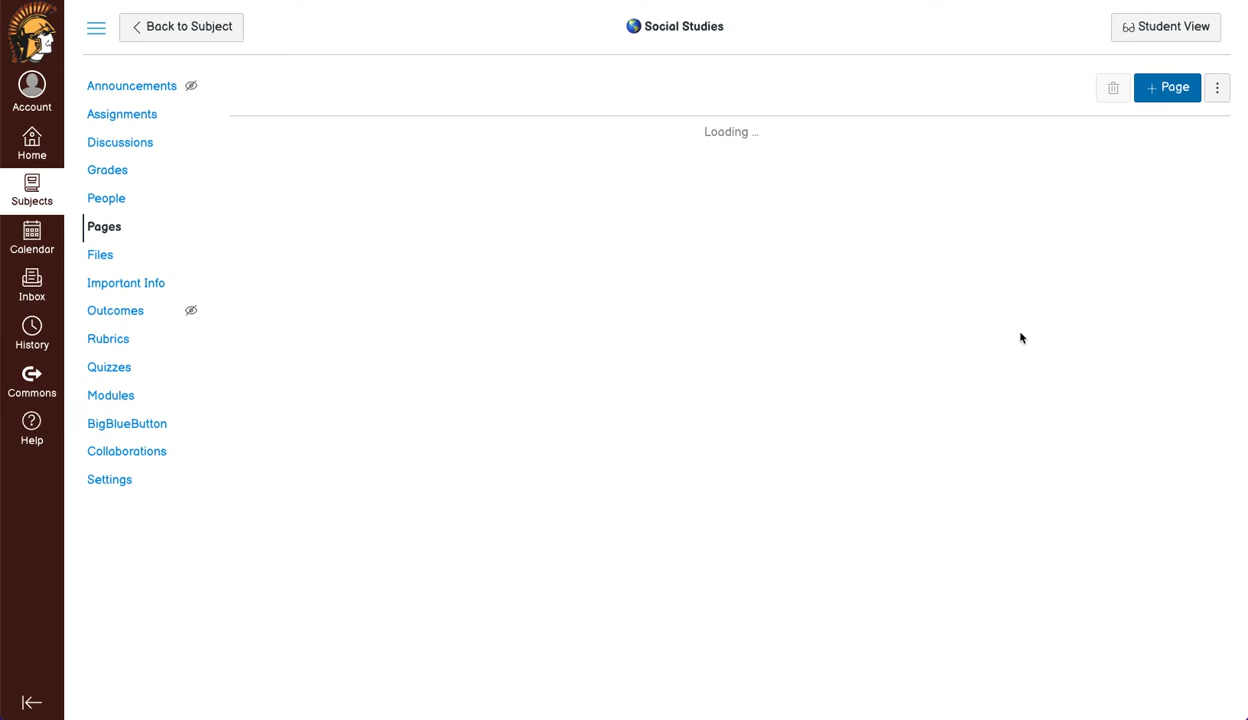 Back to Subject
🌎 Social Studies
Student View
Account
Home
Subjects
Calendar
Inbox
History
Commons
Help
Announcements
Assignments
Discussions
Grades
People
Pages
Files
Important Info
Outcomes
Rubrics
Quizzes
Modules
BigBlueButton
Collaborations
Settings
+ Page
Loading ...